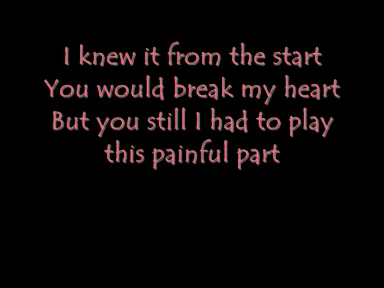 I knew it from the start
You would break my heart
But you still I had to play
this painful part